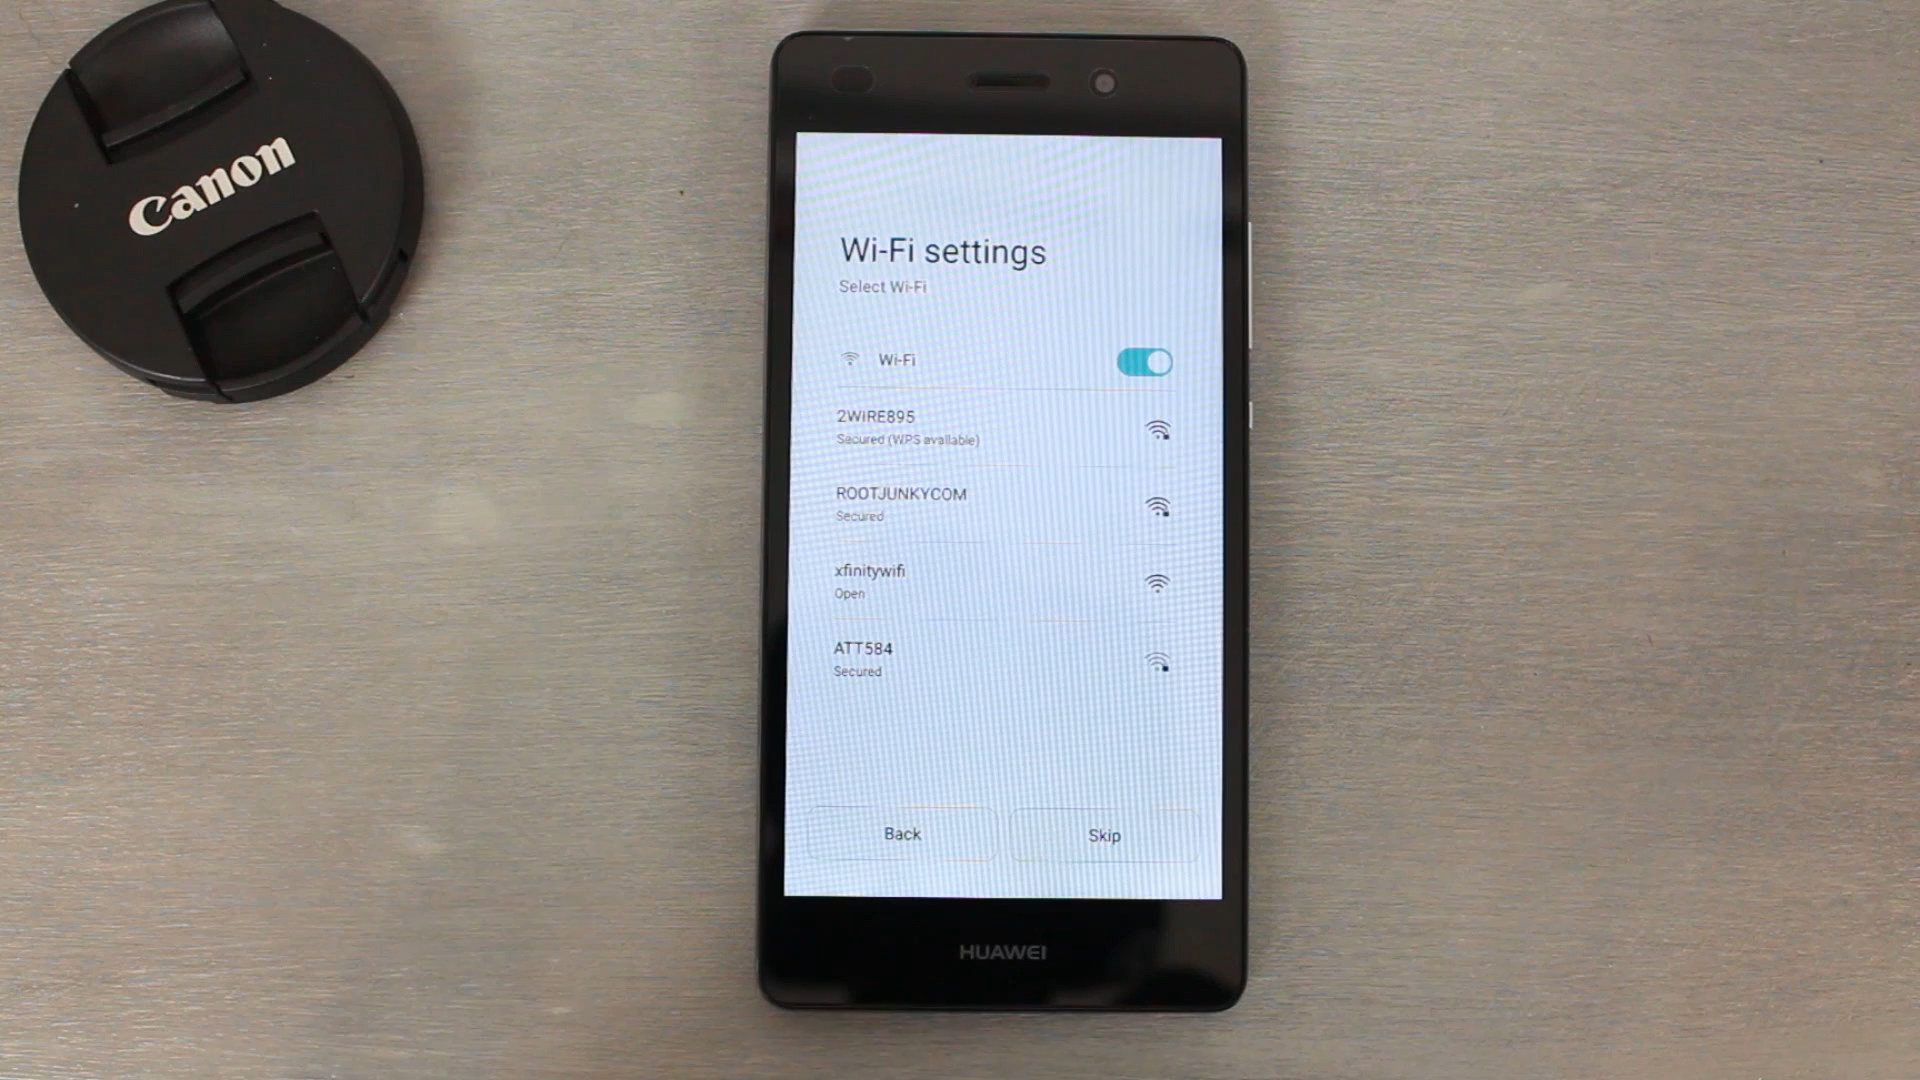 Canon
Wi-Fi settings
Select Wi-Fi
Wi-Fi
2WIRE895
Secured (WPS available)
ROOTJUNKYCOM
Secured
xfinitywifi
Open
ATT584
Secured
Back
Skip
HUAWEI